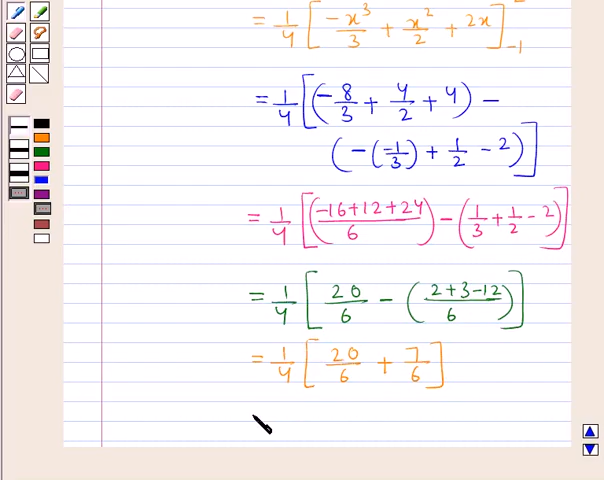 = 1/4 [ -x³/3 + x²/2 + 2x ]₋₁²
= 1/4 [ ( -8/3 + 4/2 + 4 ) -
( -(-1/3) + 1/2 - 2 ) ]
= 1/4 [ ( -16+12+24/6 ) - ( 1/3 + 1/2 - 2 ) ]
= 1/4 [ 20/6 - ( 2+3-12/6 ) ]
= 1/4 [ 20/6 + 7/6 ]